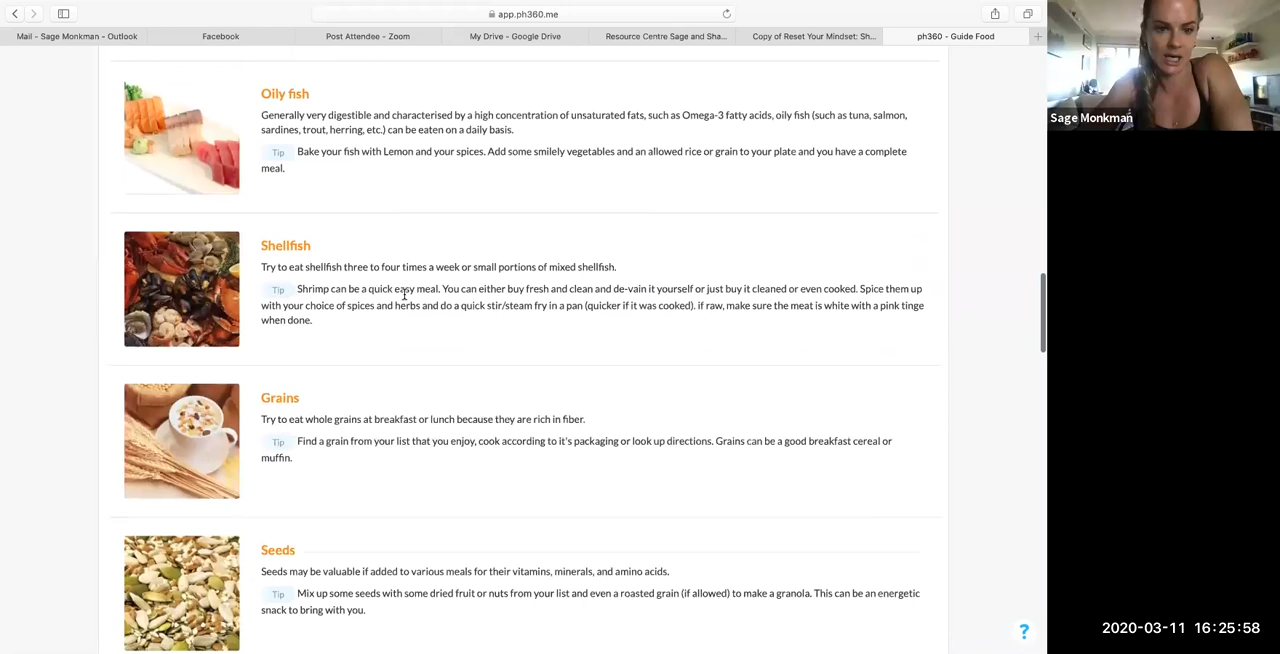 app.ph360.me
Mail - Sage Monkman - Outlook
Facebook
Post Attendee - Zoom
My Drive - Google Drive
Resource Centre Sage and Sha...
Copy of Reset Your Mindset: Sh...
ph360 - Guide Food
+
Sage Monkman
Oily fish
Generally very digestible and characterised by a high concentration of unsaturated fats, such as Omega-3 fatty acids, oily fish (such as tuna, salmon,
sardines, trout, herring, etc.) can be eaten on a daily basis.
Tip Bake your fish with Lemon and your spices. Add some smilely vegetables and an allowed rice or grain to your plate and you have a complete
meal.
Shellfish
Try to eat shellfish three to four times a week or small portions of mixed shellfish.
Tip Shrimp can be a quick easy meal. You can either buy fresh and clean and de-vain it yourself or just buy it cleaned or even cooked. Spice them up
with your choice of spices and herbs and do a quick stir/steam fry in a pan (quicker if it was cooked). if raw, make sure the meat is white with a pink tinge
when done.
Grains
Try to eat whole grains at breakfast or lunch because they are rich in fiber.
Tip Find a grain from your list that you enjoy, cook according to it's packaging or look up directions. Grains can be a good breakfast cereal or
muffin.
Seeds
Seeds may be valuable if added to various meals for their vitamins, minerals, and amino acids.
Tip Mix up some seeds with some dried fruit or nuts from your list and even a roasted grain (if allowed) to make a granola. This can be an energetic
snack to bring with you.
?
2020-03-11 16:25:58